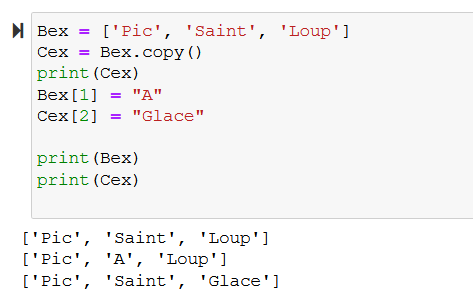 Bex = ['Pic', 'Saint', 'Loup']
Cex = Bex.copy()
print(Cex)
Bex[1] = "A"
Cex[2] = "Glace"
print(Bex)
print(Cex)
['Pic', 'Saint', 'Loup']
['Pic', 'A', 'Loup']
['Pic', 'Saint', 'Glace']